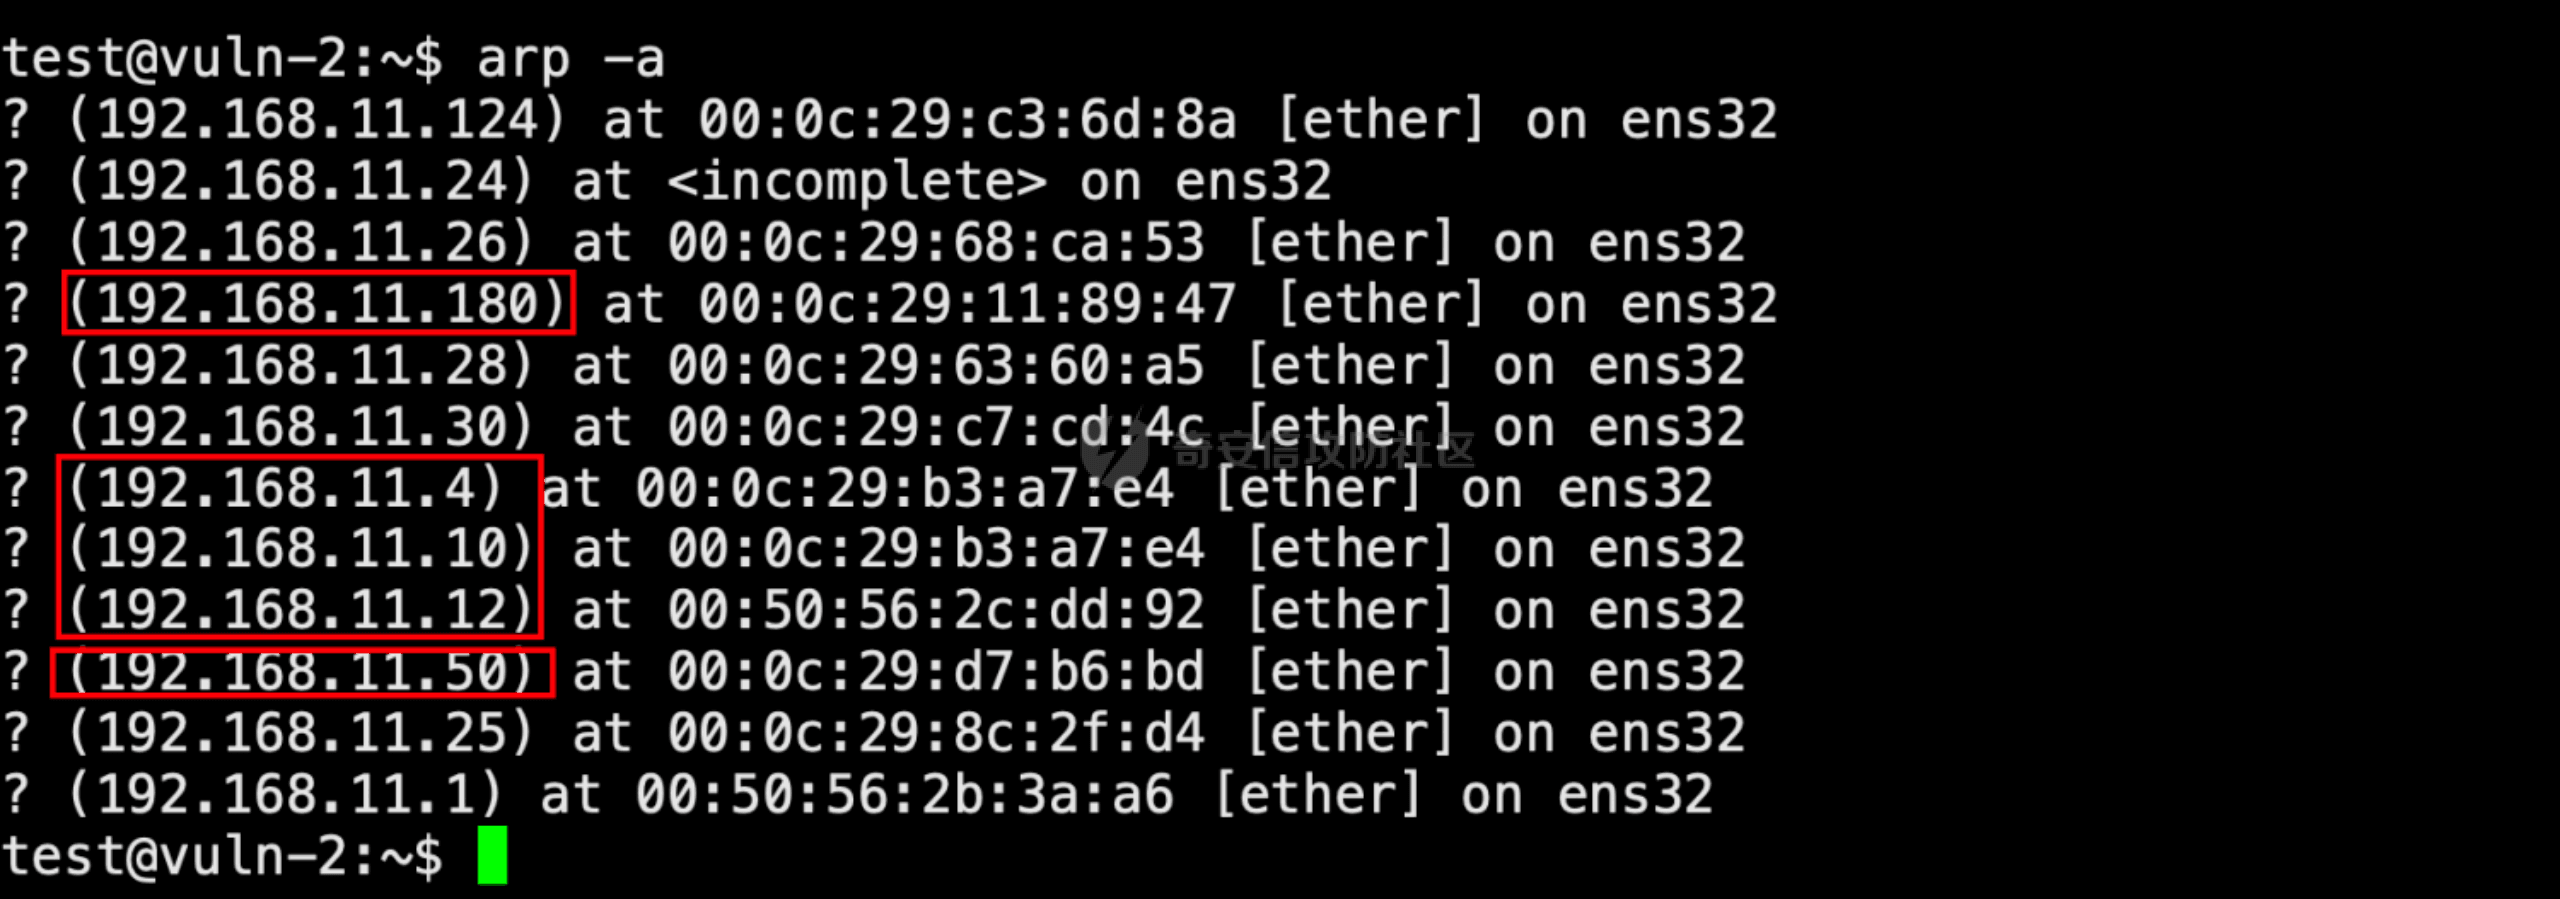 test@vuln-2:~$ arp -a
? (192.168.11.124) at 00:0c:29:c3:6d:8a [ether] on ens32
? (192.168.11.24) at <incomplete> on ens32
? (192.168.11.26) at 00:0c:29:68:ca:53 [ether] on ens32
? (192.168.11.180) at 00:0c:29:11:89:47 [ether] on ens32
? (192.168.11.28) at 00:0c:29:63:60:a5 [ether] on ens32
? (192.168.11.30) at 00:0c:29:c7:cd:4c [ether] on ens32
奇安信攻防社区
? (192.168.11.4) at 00:0c:29:b3:a7:e4 [ether] on ens32
? (192.168.11.10) at 00:0c:29:b3:a7:e4 [ether] on ens32
? (192.168.11.12) at 00:50:56:2c:dd:92 [ether] on ens32
? (192.168.11.50) at 00:0c:29:d7:b6:bd [ether] on ens32
? (192.168.11.25) at 00:0c:29:8c:2f:d4 [ether] on ens32
? (192.168.11.1) at 00:50:56:2b:3a:a6 [ether] on ens32
test@vuln-2:~$